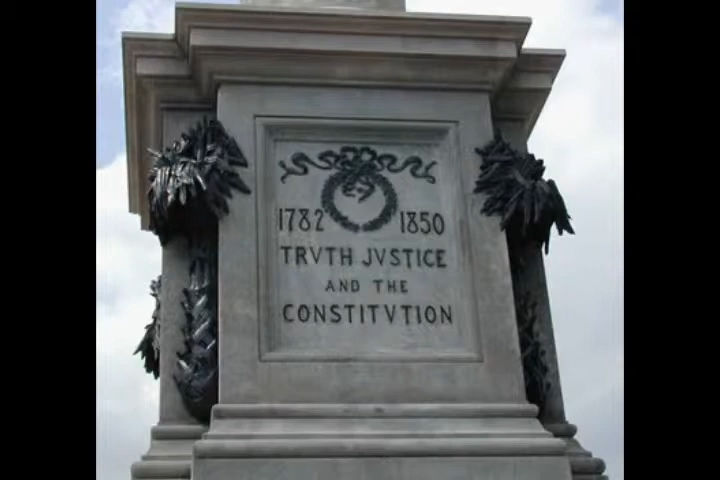 1782 1850
TRVTH JVSTICE
AND THE
CONSTITVTION